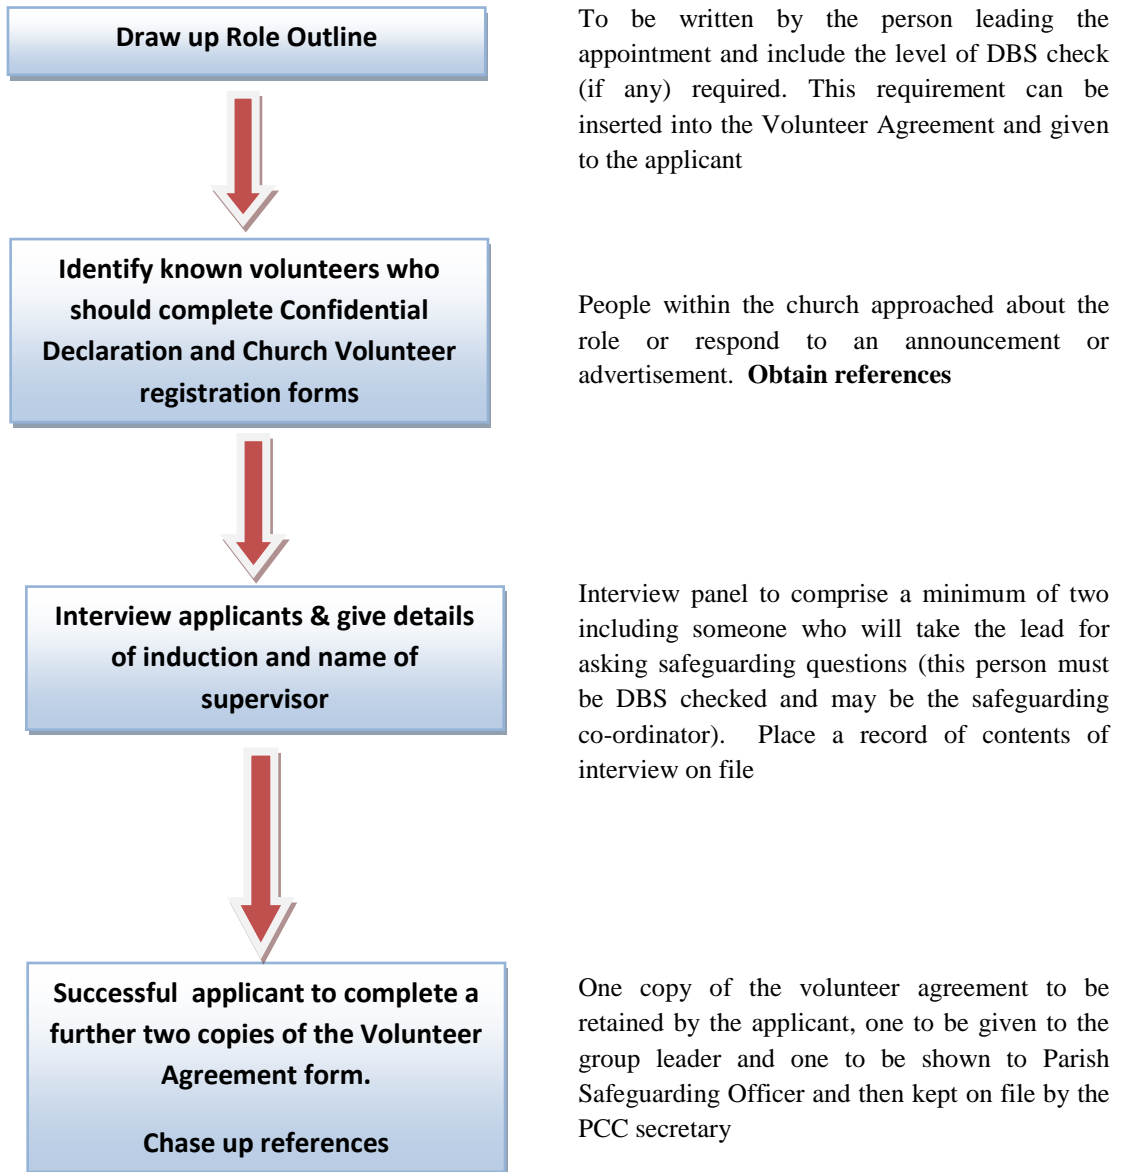 Draw up Role Outline
To be written by the person leading the
appointment and include the level of DBS check
(if any) required. This requirement can be
inserted into the Volunteer Agreement and given
to the applicant
Identify known volunteers who
should complete Confidential
Declaration and Church Volunteer
registration forms
People within the church approached about the
role or respond to an announcement or
advertisement. Obtain references
Interview applicants & give details
of induction and name of
supervisor
Interview panel to comprise a minimum of two
including someone who will take the lead for
asking safeguarding questions (this person must
be DBS checked and may be the safeguarding
co-ordinator). Place a record of contents of
interview on file
Successful applicant to complete a
further two copies of the Volunteer
Agreement form.
Chase up references
One copy of the volunteer agreement to be
retained by the applicant, one to be given to the
group leader and one to be shown to Parish
Safeguarding Officer and then kept on file by the
PCC secretary